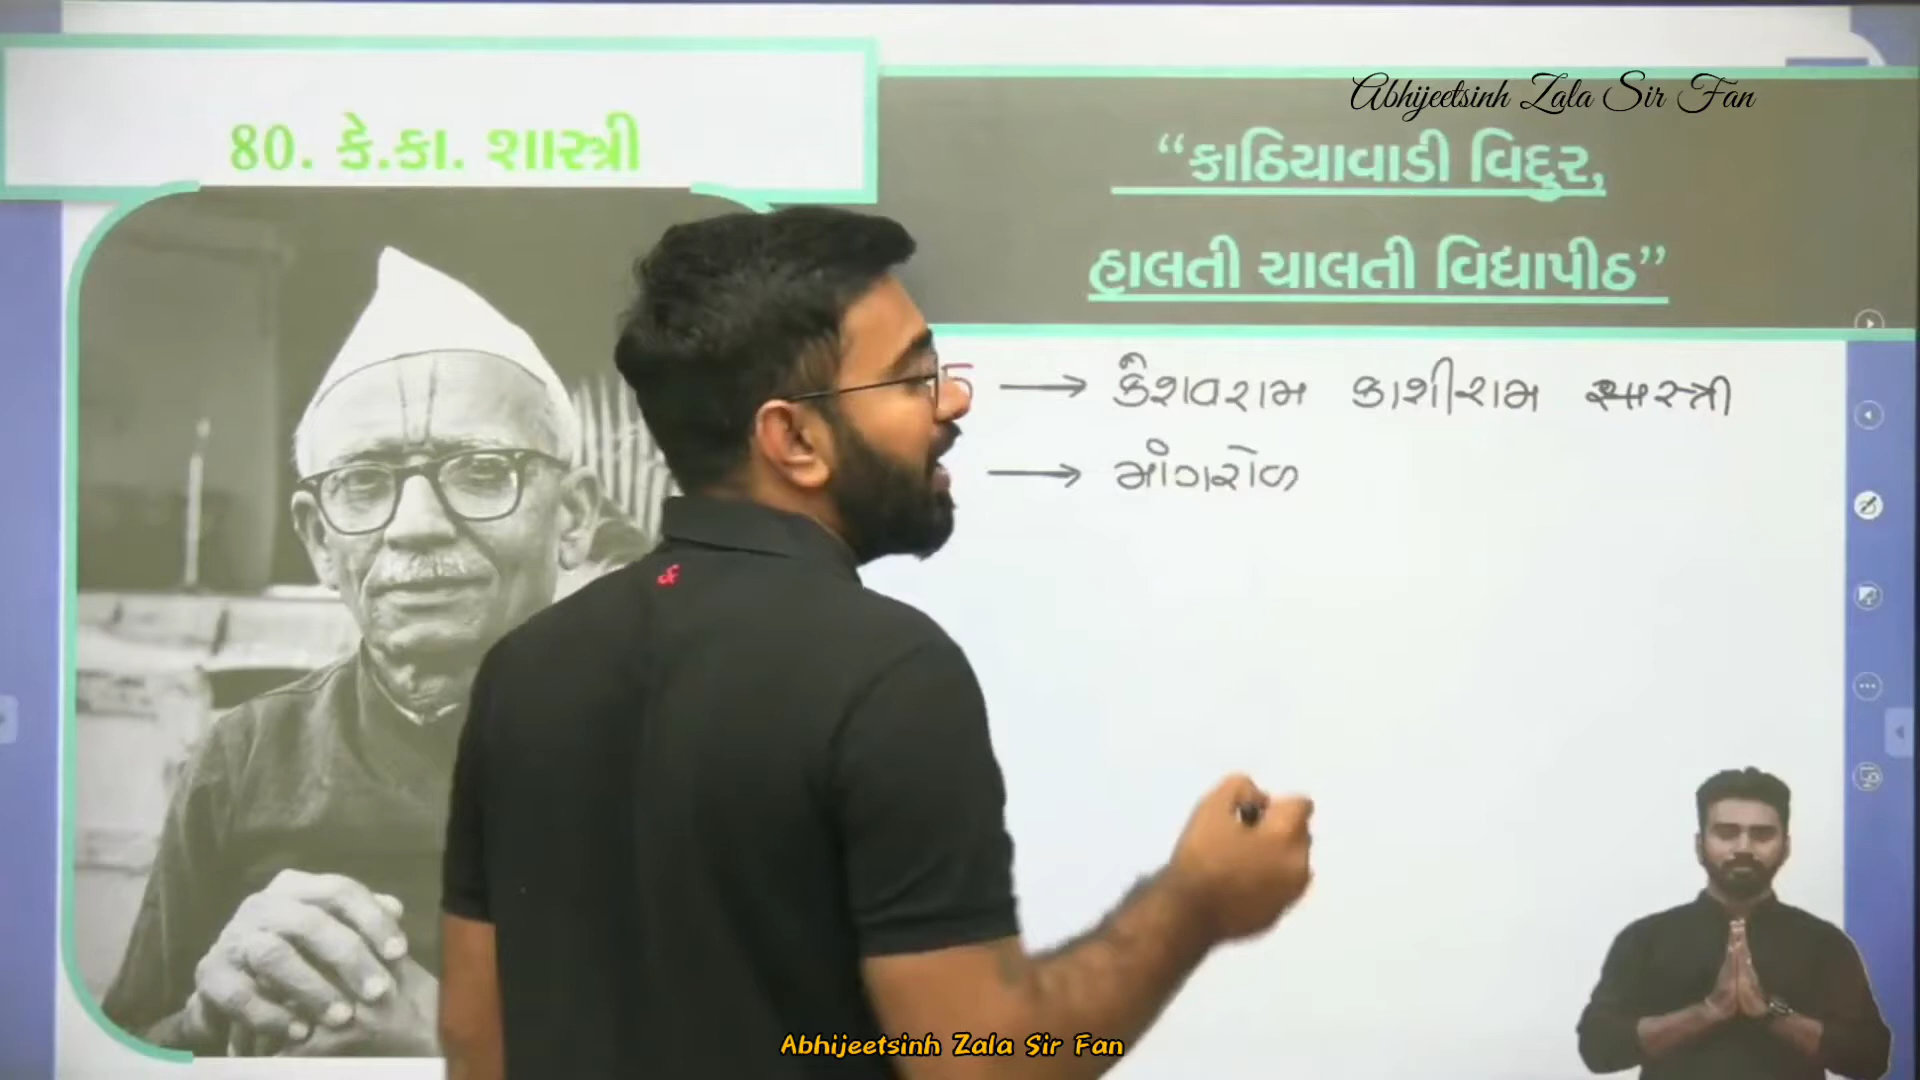 Abhijeetsinh Zala Sir Fan
80. કે.કા. શાસ્ત્રી
“કાઠિયાવાડી વિદુર,
હાલતી ચાલતી વિદ્યાપીઠ”
→ કેશવરામ કાશીરામ શાસ્ત્રી
→ માંગરોળ
Abhijeetsinh Zala Sir Fan